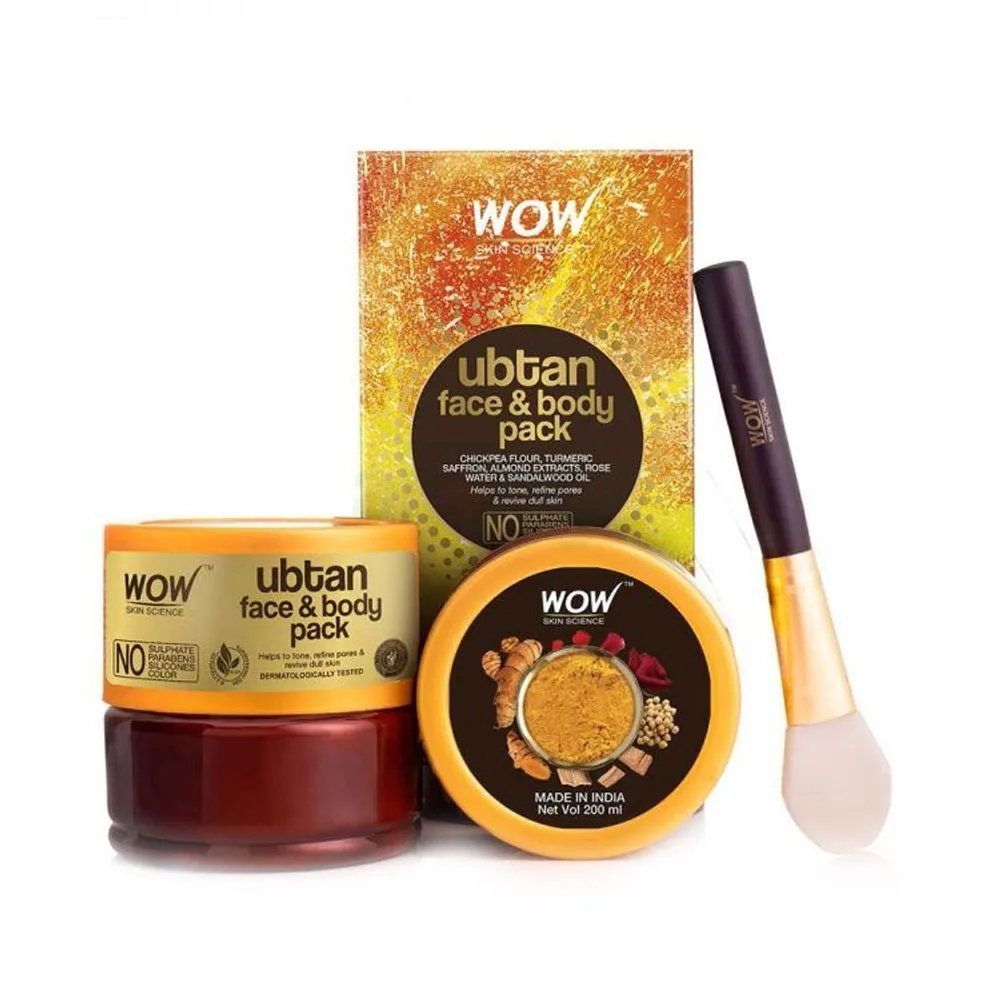 WOW
SKIN SCIENCE
ubtan
face & body
pack
CHICKPEA FLOUR, TURMERIC
SAFFRON, ALMOND EXTRACTS, ROSE
WATER & SANDALWOOD OIL
Helps to tone, refine pores
& revive dull skin
NO
SULPHATE
PARABENS
WOW™
SKIN SCIENCE
WOW™
SKIN SCIENCE
ubtan
face & body
pack
Helps to tone, refine pores &
revive dull skin
DERMATOLOGICALLY TESTED
NO
SULPHATE
PARABENS
SILICONES
COLOR
WOW™
SKIN SCIENCE
MADE IN INDIA
Net Vol 200 ml